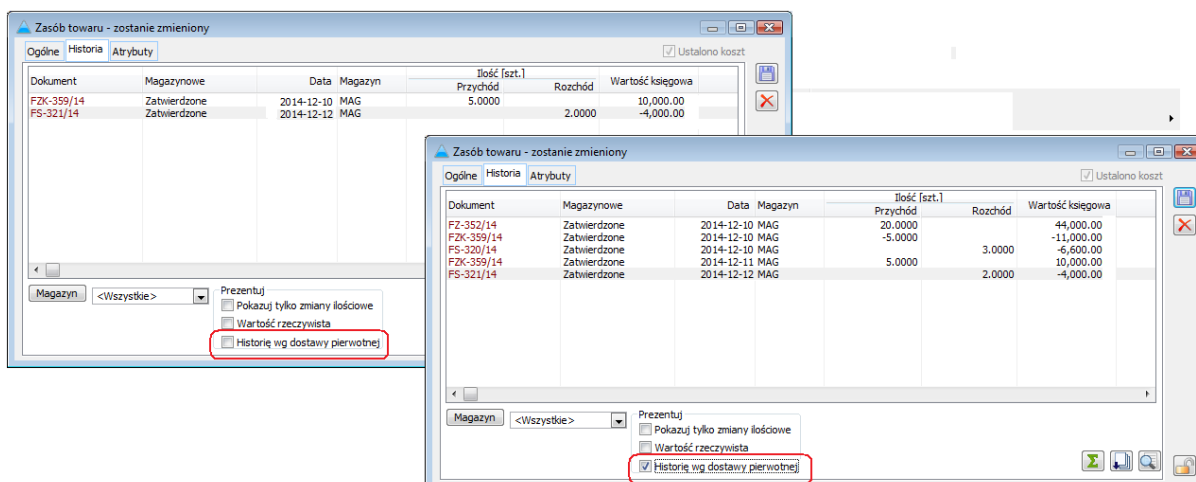 Zasób towaru - zostanie zmieniony
Ogólne Historia Atrybuty Ustalono koszt
Ilość [szt.]
Dokument Magazynowe Data Magazyn Przychód Rozchód Wartość księgowa
FZK-359/14 Zatwierdzone 2014-12-10 MAG 5.0000 10,000.00
FS-321/14 Zatwierdzone 2014-12-12 MAG 2.0000 -4,000.00
Magazyn <Wszystkie> Prezentuj
Pokazuj tylko zmiany ilościowe
Wartość rzeczywista
Historię wg dostawy pierwotnej
Zasób towaru - zostanie zmieniony
Ogólne Historia Atrybuty Ustalono koszt
Ilość [szt.]
Dokument Magazynowe Data Magazyn Przychód Rozchód Wartość księgowa
FZ-352/14 Zatwierdzone 2014-12-10 MAG 20.0000 44,000.00
FZK-359/14 Zatwierdzone 2014-12-10 MAG -5.0000 -11,000.00
FS-320/14 Zatwierdzone 2014-12-10 MAG 3.0000 -6,600.00
FZK-359/14 Zatwierdzone 2014-12-11 MAG 5.0000 10,000.00
FS-321/14 Zatwierdzone 2014-12-12 MAG 2.0000 -4,000.00
Magazyn <Wszystkie> Prezentuj
Pokazuj tylko zmiany ilościowe
Wartość rzeczywista
Historię wg dostawy pierwotnej